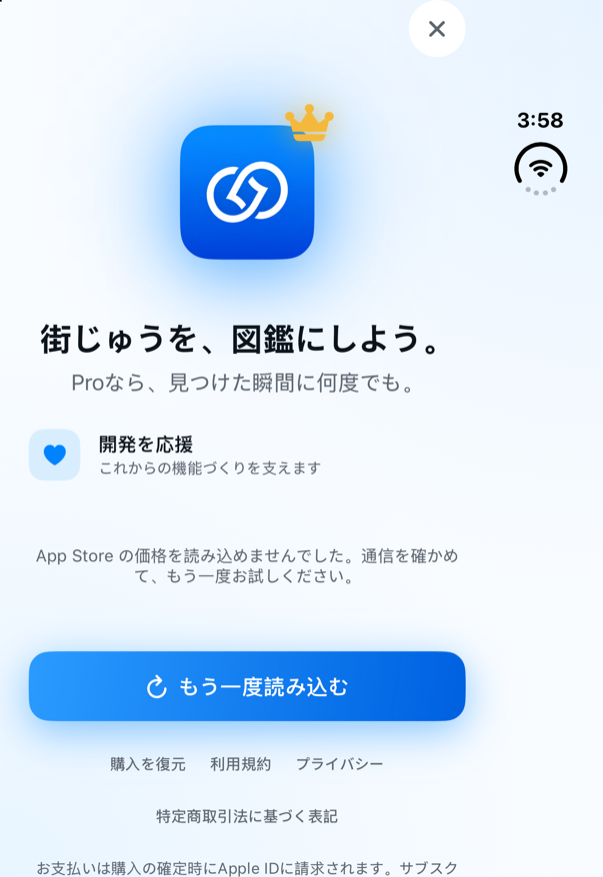 3:58
街じゅうを、図鑑にしよう。
Proなら、見つけた瞬間に何度でも。
開発を応援
これからの機能づくりを支えます
App Store の価格を読み込めませんでした。通信を確かめ
て、もう一度お試しください。
もう一度読み込む
購入を復元 利用規約 プライバシー
特定商取引法に基づく表記
お支払いは購入の確定時にApple IDに請求されます。サブスク